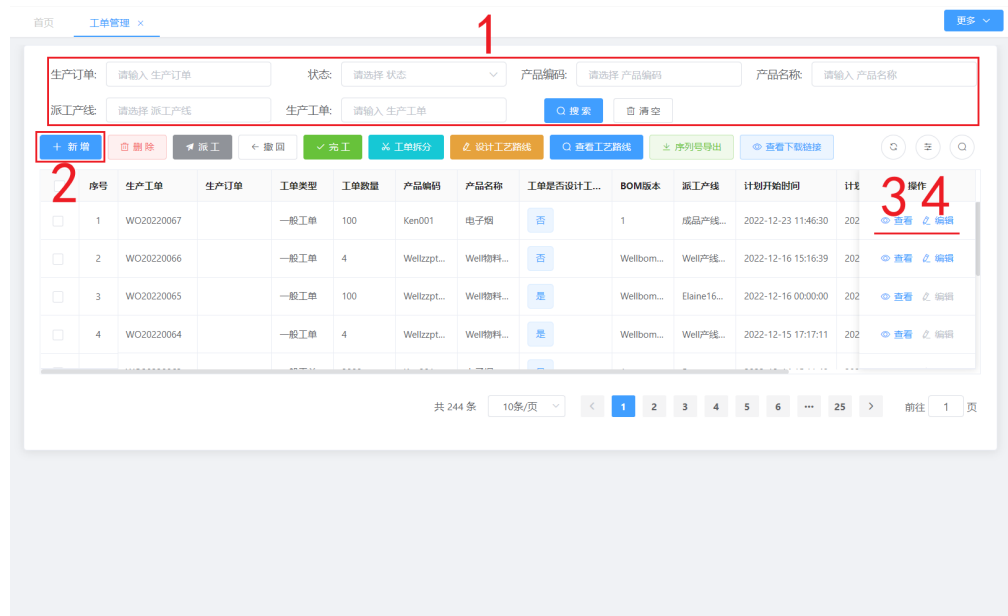 首页 工单管理 × 更多
1
生产订单: 请输入 生产订单 状态: 请选择 状态 产品编码: 请选择 产品编码 产品名称: 请输入 产品名称
派工产线: 请选择 派工产线 生产工单: 请输入 生产工单 搜索 清空
+ 新增 删除 派工 撤回 完工 工单拆分 设计工艺路线 查看工艺路线 序列号导出 查看下载链接
2 3 4
序号 生产工单 生产订单 工单类型 工单数量 产品编码 产品名称 工单是否设计工... BOM版本 派工产线 计划开始时间 操作
1 WO20220067 一般工单 100 Ken001 电子烟 否 1 成品产线... 2022-12-23 11:46:30 202 查看 编辑
2 WO20220066 一般工单 4 Wellzzpt... Well物料... 否 Wellbom... Well产线... 2022-12-16 15:16:39 202 查看 编辑
3 WO20220065 一般工单 100 Wellzzpt... Well物料... 是 Wellbom... Elaine16... 2022-12-16 00:00:00 202 查看 编辑
4 WO20220064 一般工单 4 Wellzzpt... Well物料... 是 Wellbom... Well产线... 2022-12-15 17:17:11 202 查看 编辑
共 244 条 10条/页 < 1 2 3 4 5 6 ... 25 > 前往 1 页